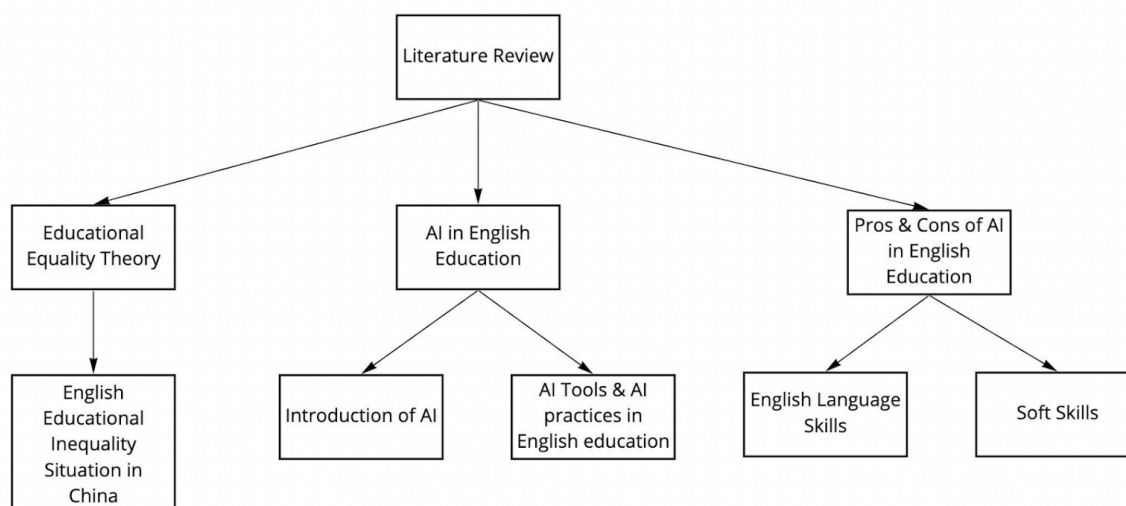 Literature Review
Educational
Equality Theory
AI in English
Education
Pros & Cons of AI
in English
Education
English
Educational
Inequality
Situation in
China
Introduction of AI
AI Tools & AI
practices in
English education
English Language
Skills
Soft Skills